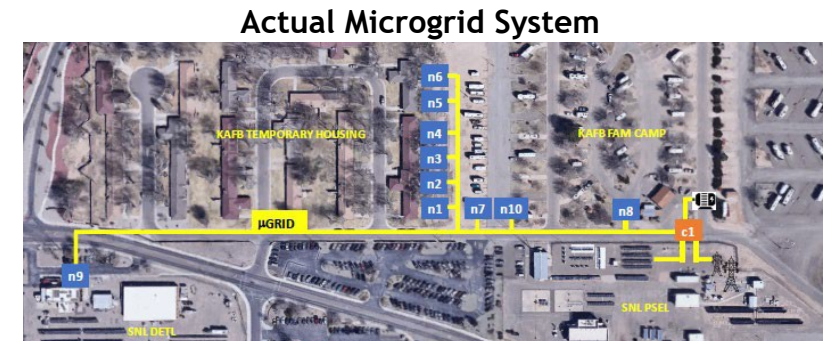 Actual Microgrid System
n6
n5
KAFB TEMPORARY HOUSING
n4
KAFB FAM CAMP
n3
n2
n1
n7
n10
n8
µGRID
c1
n9
SNL PSEL
SNL DETL